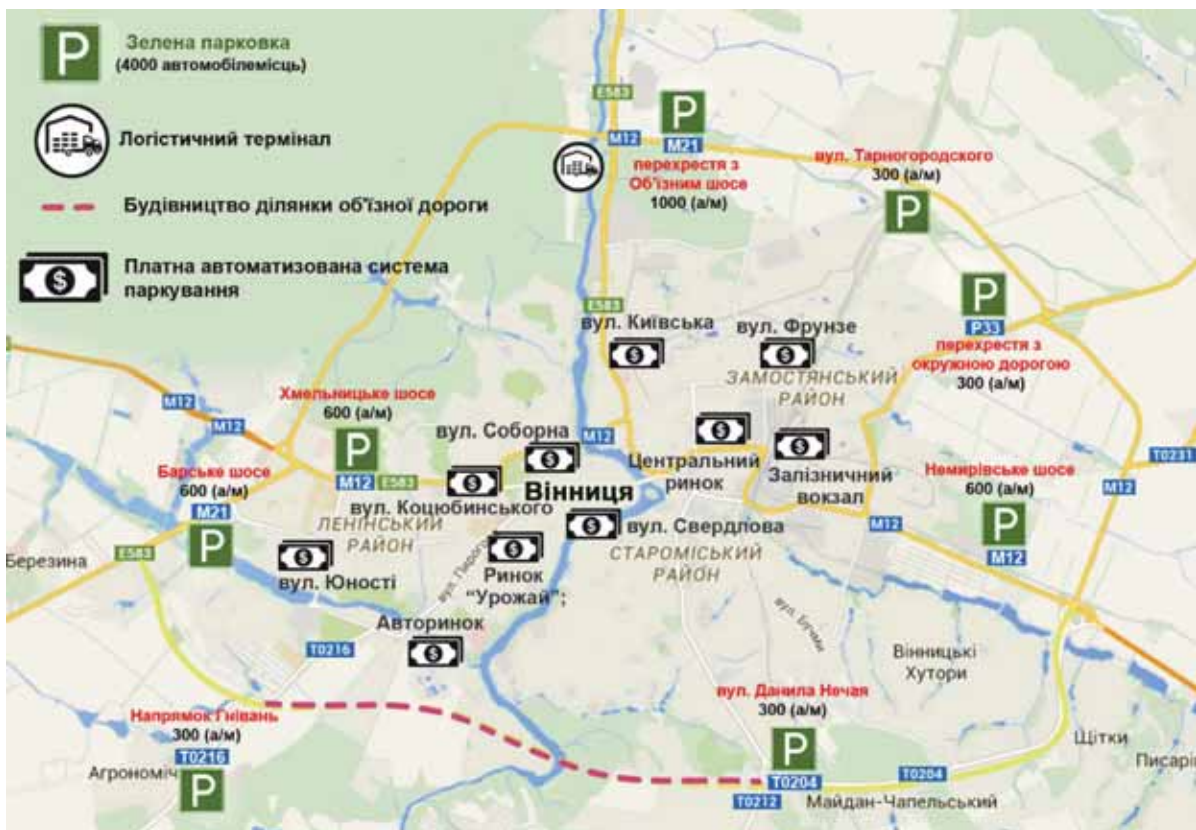 P
Зелена парковка
(4000 автомобілемісць)
Логістичний термінал
Будівництво ділянки об'їзної дороги
$
Платна автоматизована система
паркування
E583
P
M12
M21
перехрестя з
Об'їзним шосе
1000 (а/м)
вул. Тарногородского
300 (а/м)
P
E583
вул. Київська
$
вул. Фрунзе
$
ЗАМОСТЯНСЬКИЙ
РАЙОН
P
P33
перехрестя з
окружною дорогою
300 (а/м)
M12
M12
Хмельницьке шосе
600 (а/м)
P
M12
E583
вул. Соборна
$
M12
вул. Коцюбинського
$
Вінниця
Центральний
ринок
$
Залізничний
вокзал
$
Немирівське шосе
600 (а/м)
P
M12
T0231
M12
M12
Барське шосе
600 (а/м)
M21
P
E583
Березина
ЛЕНІНСЬКИЙ
РАЙОН
вул. Юності
$
вул. Свердлова
$
СТАРОМІСЬКИЙ
РАЙОН
Ринок
"Урожай";
$
Авторинок
$
T0216
Вінницькі
Хутори
Напрямок Гнівань
300 (а/м)
T0216
P
вул. Данила Нечая
300 (а/м)
P
T0204
T0212
T0204
Майдан-Чапельський
Щітки